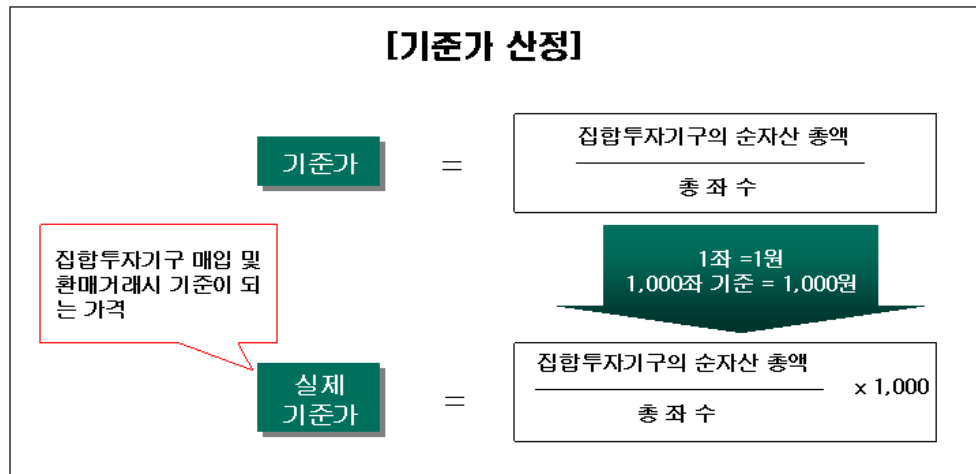 [기준가 산정]
기준가
=
집합투자기구의 순자산 총액
총 좌 수
집합투자기구 매입 및
환매거래시 기준이 되
는 가격
1좌 =1원
1,000좌 기준 = 1,000원
실제
기준가
=
집합투자기구의 순자산 총액
x 1,000
총 좌 수